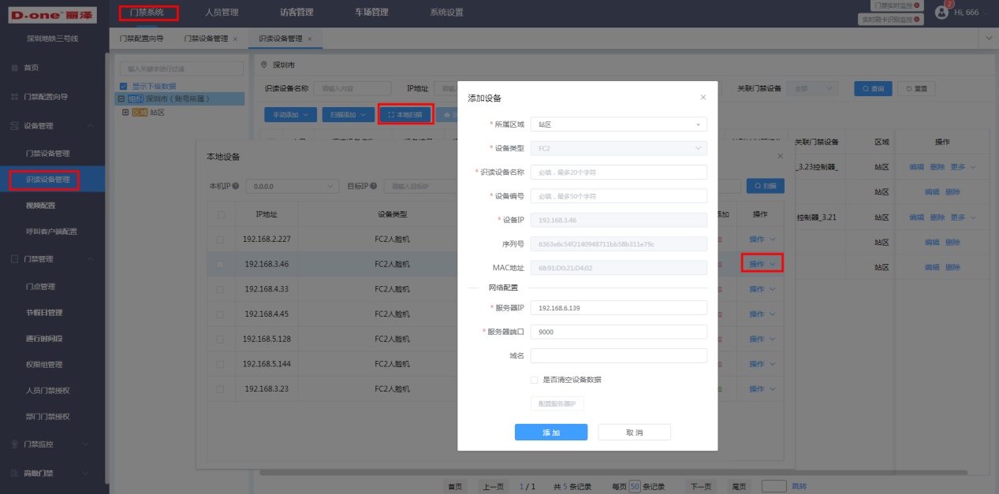 D.one 丽泽
门禁系统 人员管理 访客管理 车场管理 系统设置
门禁实时监控
实时刷卡识别监控
2
Hi, 666
深圳地铁三号线
门禁配置向导 门禁设备管理 × 识读设备管理 ×
首页
门禁配置向导
设备管理
门禁设备管理
识读设备管理
视频配置
呼叫客户端配置
门禁管理
门点管理
节假日管理
通行时间段
权限组管理
人员门禁授权
部门门禁授权
门禁监控
高级门禁
输入关键字进行过滤
显示下级数据
组织 深圳市（账号所属）
区域 站区
深圳市
识读设备名称 请输入内容 IP地址 关联门禁设备 全部 查询 重置
手动添加 扫描添加 本地扫描
关联门禁设备 区域 操作
_3.23控制器_ 站区 编辑 删除 更多
站区 编辑 删除
控制器_3.21 站区 编辑 删除 更多
站区 编辑 删除
站区 编辑 删除
本地设备
本机IP 0.0.0.0 目标IP 请输入目标IP 扫描
IP地址 设备类型 操作
192.168.2.227 FC2人脸机 操作
192.168.3.46 FC2人脸机 操作
192.168.4.33 FC2人脸机 操作
192.168.4.45 FC2人脸机 操作
192.168.5.128 FC2人脸机 操作
192.168.5.144 FC2人脸机 操作
192.168.3.23 FC2人脸机 操作
添加设备
* 所属区域 站区
* 设备类型 FC2
* 识读设备名称 必填，最多20个字符
* 设备编号 必填，最多50个字符
* 设备IP 192.168.3.46
序列号 6363e6c54f2140948711bb58b311e79c
MAC地址 68:91:D0:21:D4:02
网络配置
* 服务器IP 192.168.6.139
* 服务器端口 9000
域名
是否清空设备数据
配置服务器IP
添 加 取 消
首页 上一页 1 / 1 共 5 条记录 每页 50 条记录 下一页 尾页 跳转